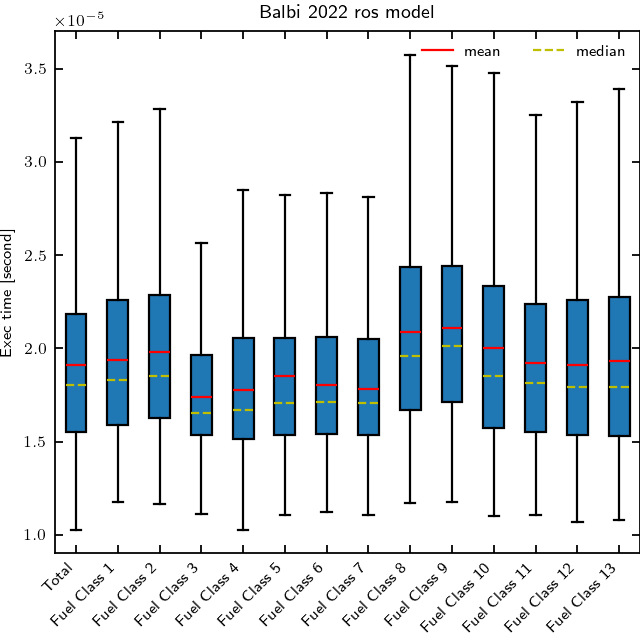 Balbi 2022 ros model
×10⁻⁵
mean
median
3.5
3.0
2.5
2.0
1.5
1.0
Exec time [second]
Total
Fuel Class 1
Fuel Class 2
Fuel Class 3
Fuel Class 4
Fuel Class 5
Fuel Class 6
Fuel Class 7
Fuel Class 8
Fuel Class 9
Fuel Class 10
Fuel Class 11
Fuel Class 12
Fuel Class 13